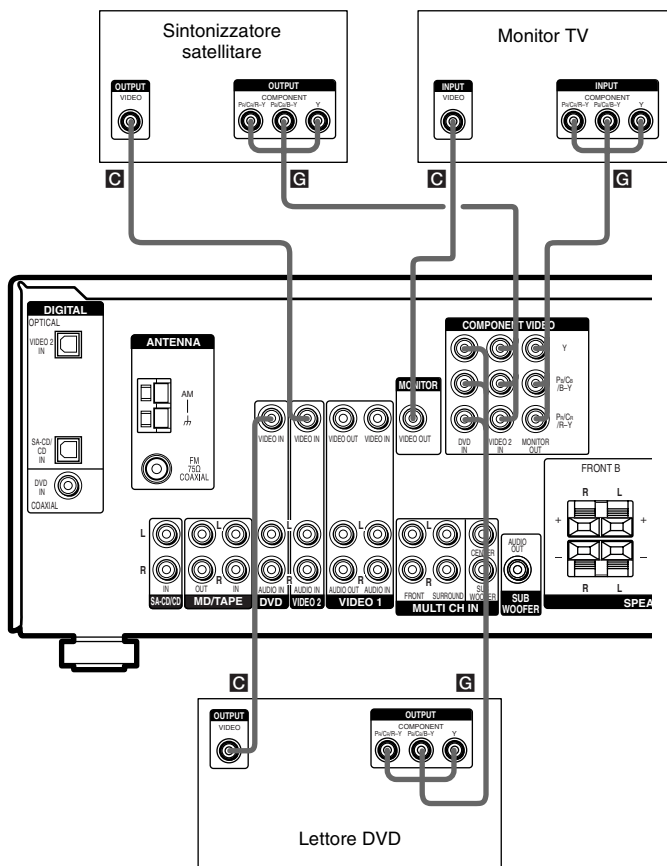 Sintonizzatore
satellitare
Monitor TV
OUTPUT
VIDEO
OUTPUT
COMPONENT
PR/CR/R–Y PB/CB/B–Y Y
INPUT
VIDEO
INPUT
COMPONENT
PR/CR/R–Y PB/CB/B–Y Y
C
G
C
G
DIGITAL
OPTICAL
VIDEO 2
IN
SA-CD/
CD
IN
DVD
IN
COAXIAL
ANTENNA
AM
FM
75Ω
COAXIAL
MONITOR
COMPONENT VIDEO
Y
PB/CB
/B–Y
PR/CR
/R–Y
DVD
IN
VIDEO 2
IN
MONITOR
OUT
VIDEO IN
VIDEO IN
VIDEO OUT
VIDEO IN
VIDEO OUT
FRONT B
R L
+ +
– –
R L
SPEA
L
R
IN
SA-CD/CD
L
R
OUT
IN
MD/TAPE
L
R
AUDIO IN
DVD
AUDIO IN
VIDEO 2
L
R
AUDIO OUT
AUDIO IN
VIDEO 1
L
R
FRONT
SURROUND
CENTER
SUB
WOOFER
MULTI CH IN
AUDIO
OUT
SUB
WOOFER
C
G
OUTPUT
VIDEO
OUTPUT
COMPONENT
PR/CR/R–Y PB/CB/B–Y Y
Lettore DVD